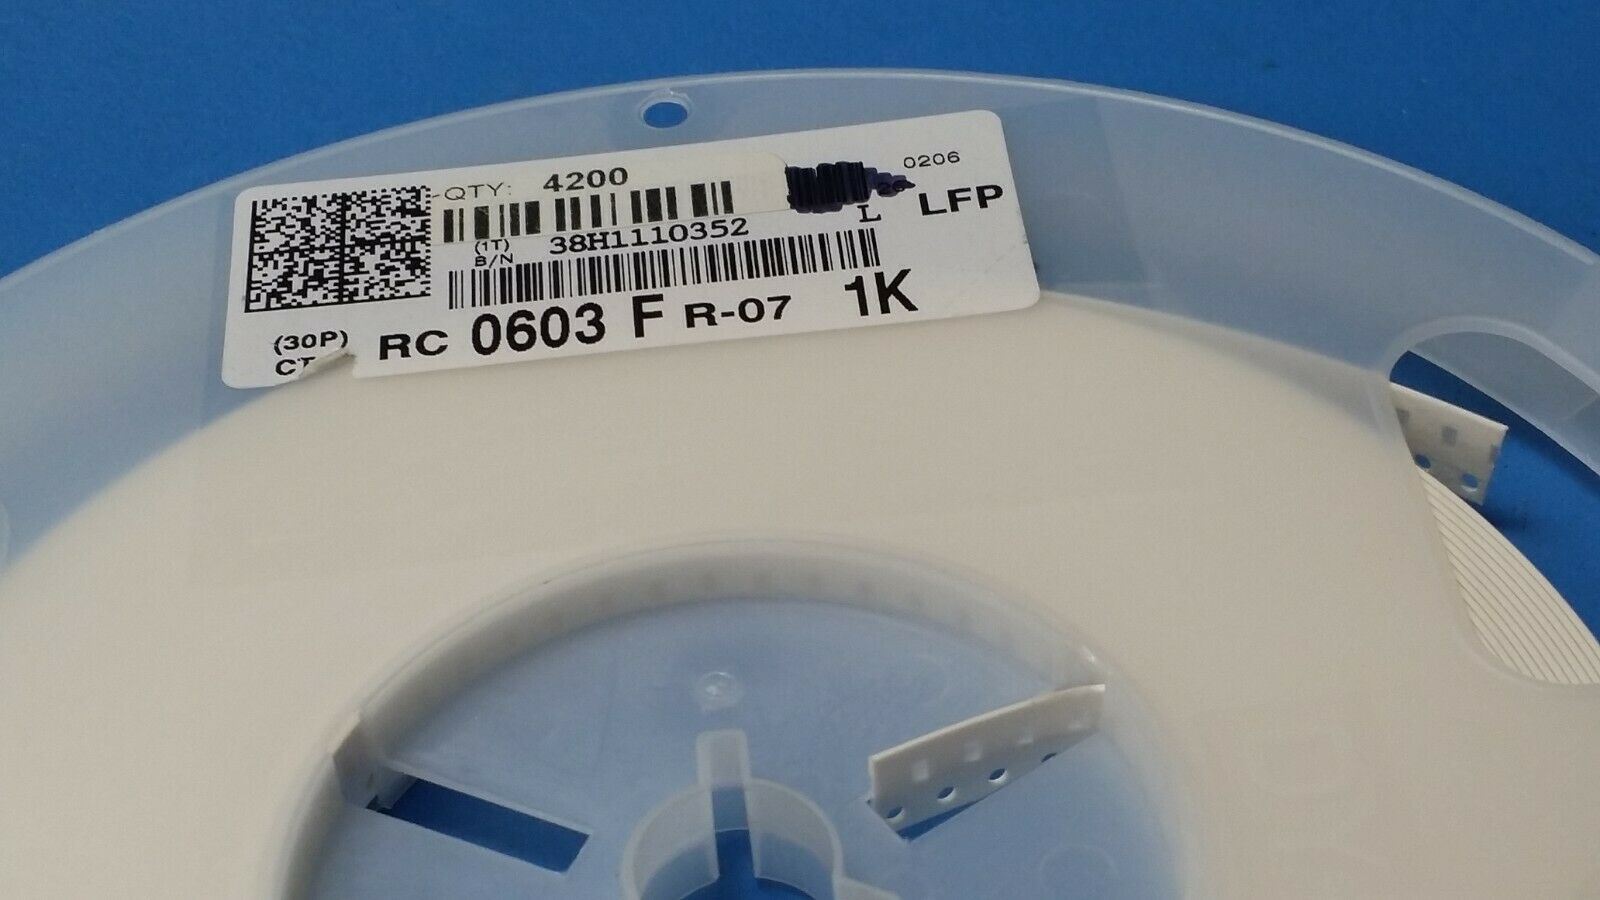 QTY: 4200
0206
L LFP
(1T)
B/N 38H1110352
(30P) RC 0603 F R-07 1K